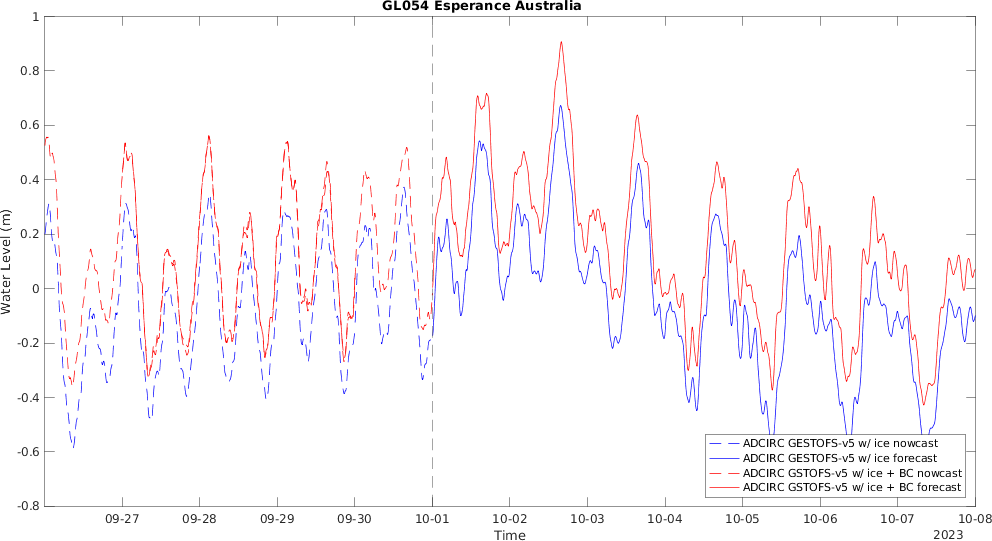 GL054 Esperance Australia
Water Level (m)
1
0.8
0.6
0.4
0.2
0
-0.2
-0.4
-0.6
-0.8
ADCIRC GESTOFS-v5 w/ ice nowcast
ADCIRC GESTOFS-v5 w/ ice forecast
ADCIRC GSTOFS-v5 w/ ice + BC nowcast
ADCIRC GSTOFS-v5 w/ ice + BC forecast
09-27 09-28 09-29 09-30 10-01 10-02 10-03 10-04 10-05 10-06 10-07 10-08
Time
2023